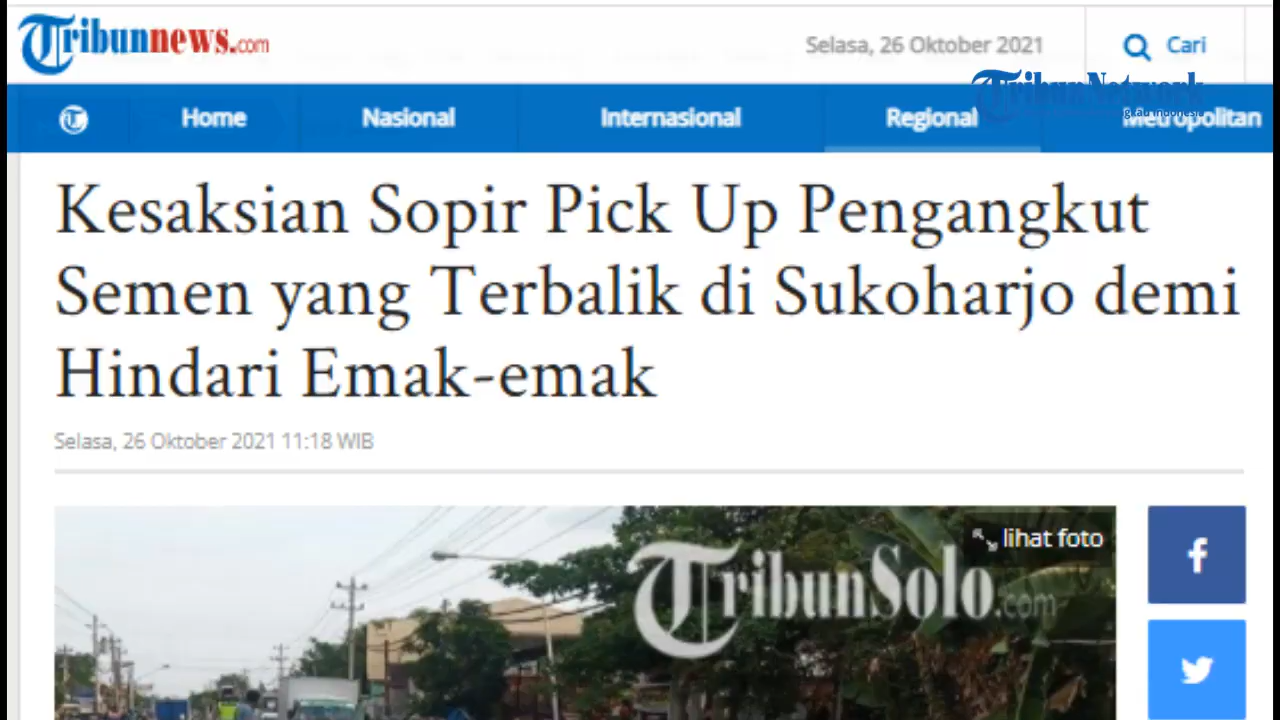 Tribunnews.com
Selasa, 26 Oktober 2021
Cari
TribunNetwork
Home Nasional Internasional Regional Metropolitan
Kesaksian Sopir Pick Up Pengangkut
Semen yang Terbalik di Sukoharjo demi
Hindari Emak-emak
Selasa, 26 Oktober 2021 11:18 WIB
lihat foto
TribunSolo.com
f